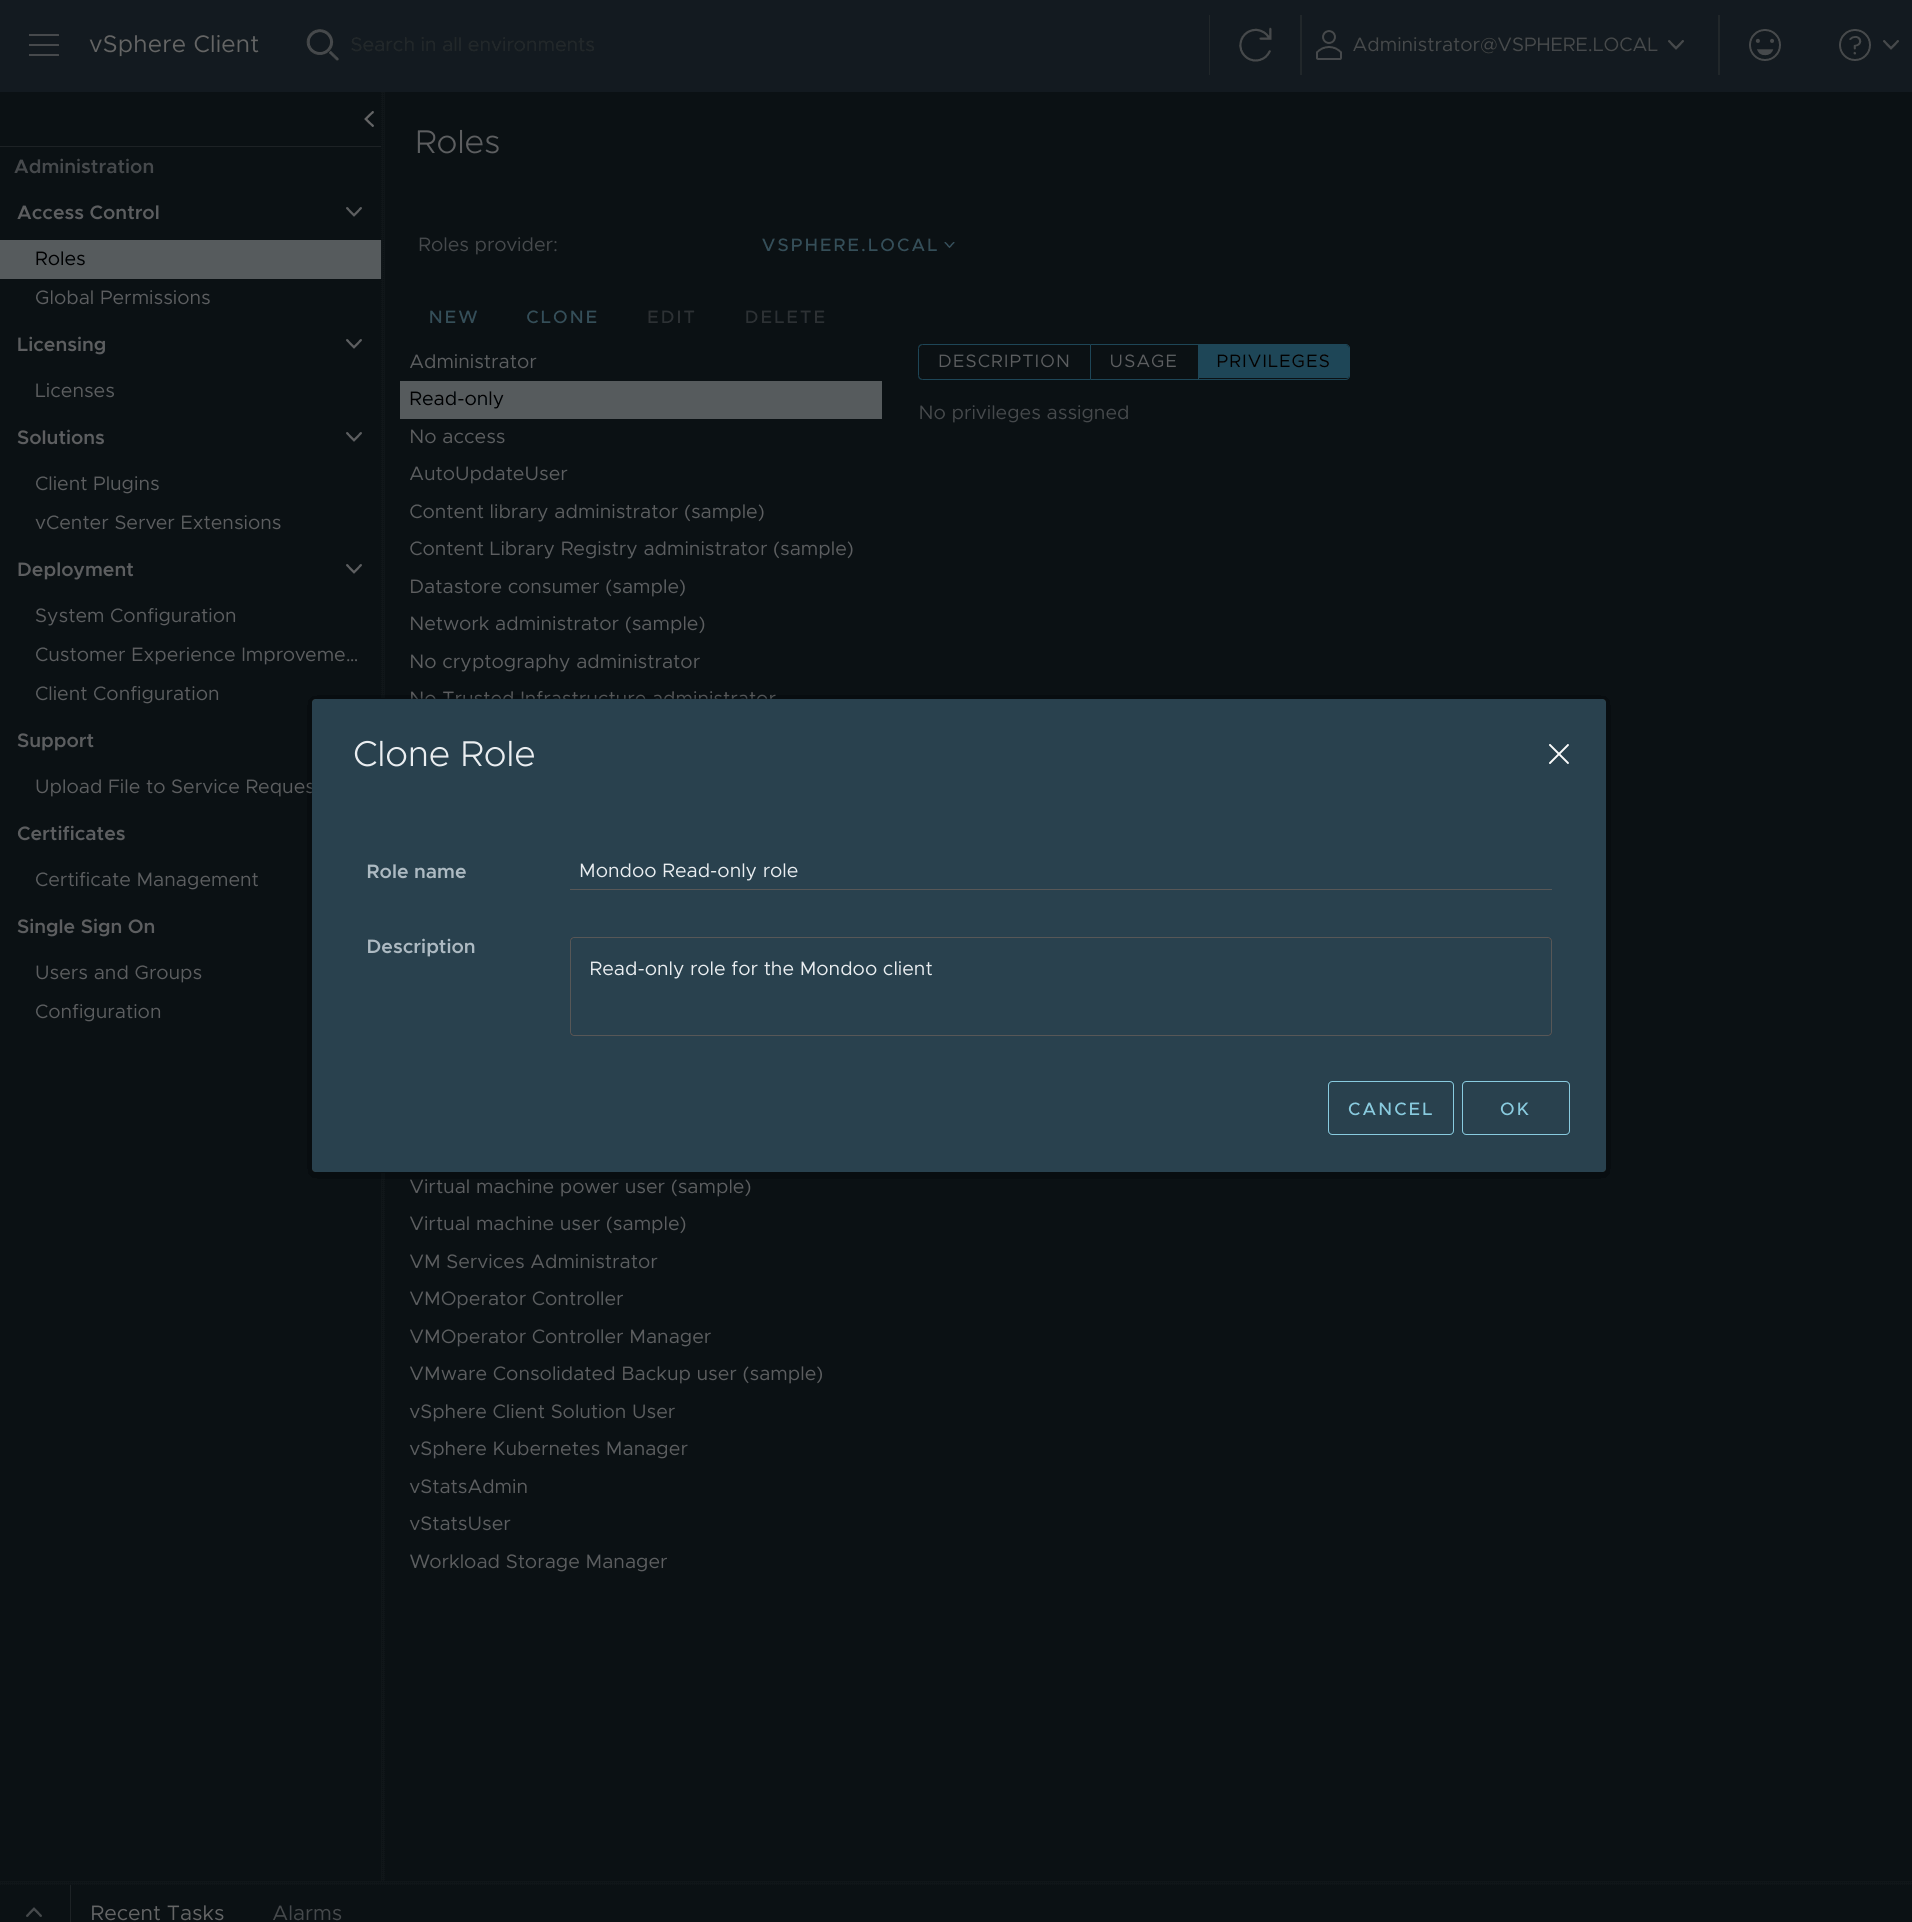 vSphere Client
Search in all environments
Administrator@VSPHERE.LOCAL
Administration
Access Control
Roles
Global Permissions
Licensing
Licenses
Solutions
Client Plugins
vCenter Server Extensions
Deployment
System Configuration
Customer Experience Improveme...
Client Configuration
Support
Upload File to Service Reques
Certificates
Certificate Management
Single Sign On
Users and Groups
Configuration
Roles
Roles provider: VSPHERE.LOCAL
NEW CLONE EDIT DELETE
Administrator
Read-only
No access
AutoUpdateUser
Content library administrator (sample)
Content Library Registry administrator (sample)
Datastore consumer (sample)
Network administrator (sample)
No cryptography administrator
No Trusted Infrastructure administrator
DESCRIPTION USAGE PRIVILEGES
No privileges assigned
Clone Role
Role name Mondoo Read-only role
Description Read-only role for the Mondoo client
CANCEL OK
Virtual machine power user (sample)
Virtual machine user (sample)
VM Services Administrator
VMOperator Controller
VMOperator Controller Manager
VMware Consolidated Backup user (sample)
vSphere Client Solution User
vSphere Kubernetes Manager
vStatsAdmin
vStatsUser
Workload Storage Manager
Recent Tasks Alarms